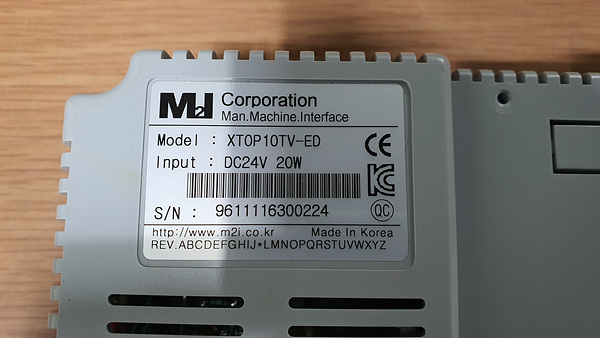 M2I Corporation
Man.Machine.Interface
Model : XTOP10TV-ED
Input : DC24V 20W
S/N : 9611116300224
QC
http://www.m2i.co.kr Made In Korea
REV.ABCDEFGHIJ*LMNOPQRSTUVWXYZ